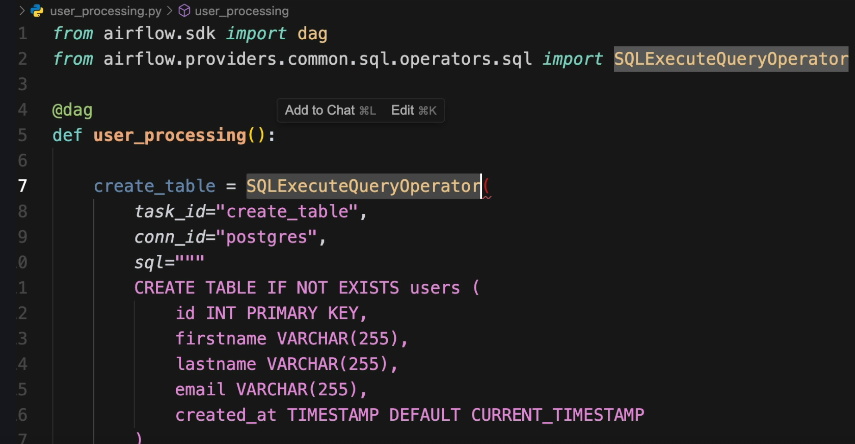 user_processing.py > user_processing
1 from airflow.sdk import dag
2 from airflow.providers.common.sql.operators.sql import SQLExecuteQueryOperator
3
4 @dag
Add to Chat ⌘L Edit ⌘K
5 def user_processing():
6
7 create_table = SQLExecuteQueryOperator(
8 task_id="create_table",
9 conn_id="postgres",
0 sql="""
1 CREATE TABLE IF NOT EXISTS users (
2 id INT PRIMARY KEY,
3 firstname VARCHAR(255),
4 lastname VARCHAR(255),
5 email VARCHAR(255),
6 created_at TIMESTAMP DEFAULT CURRENT_TIMESTAMP
7 )